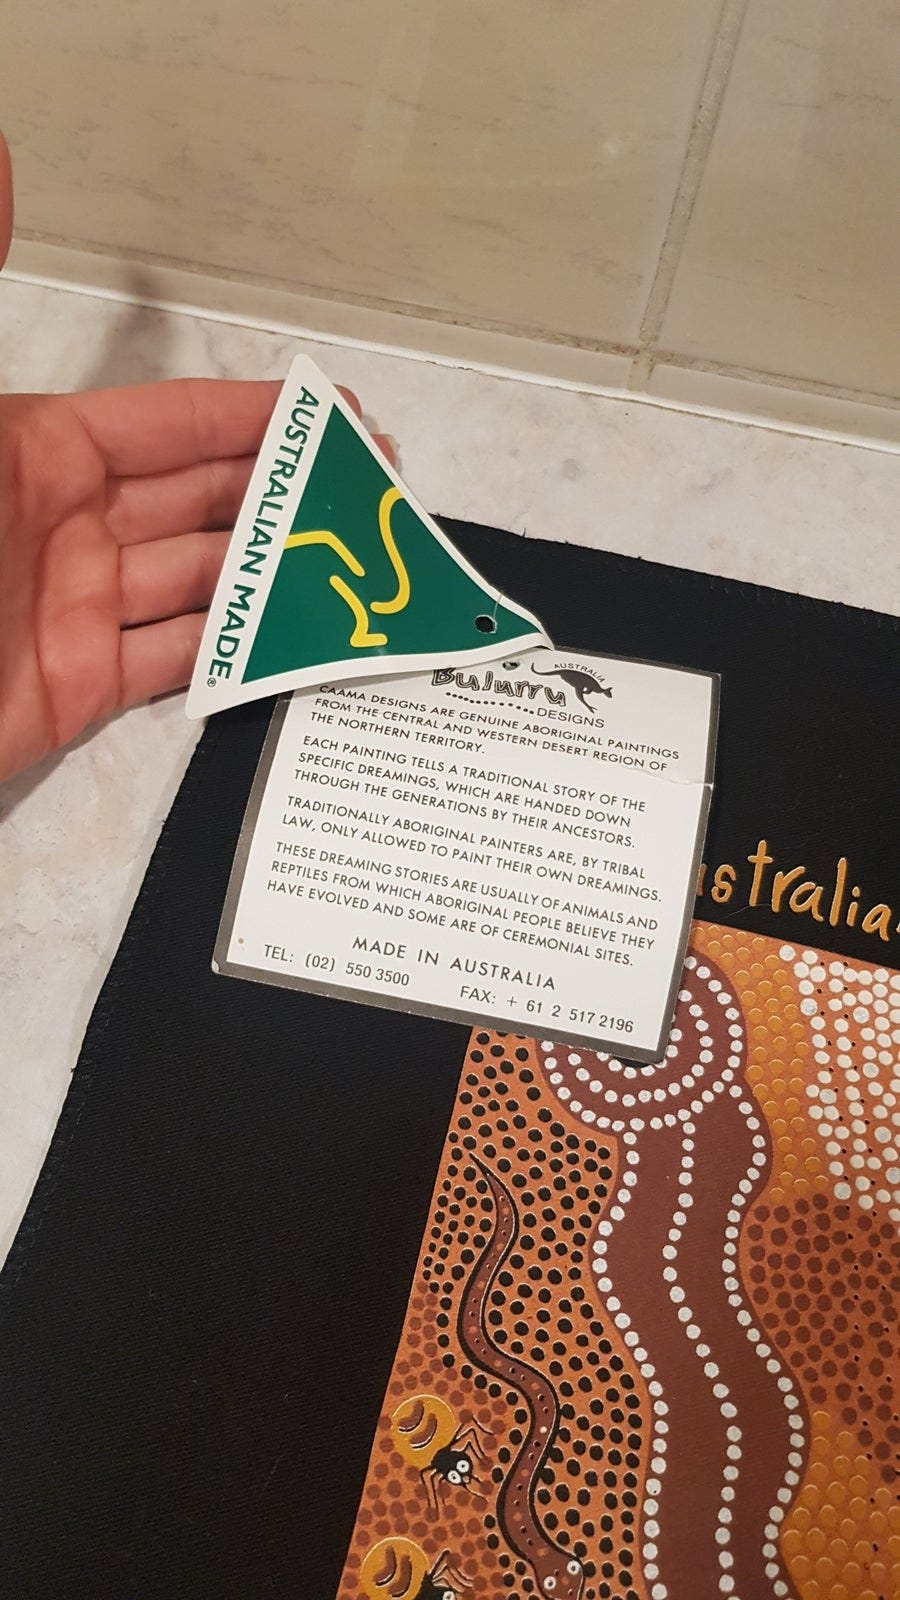 AUSTRALIAN MADE®
Bulurru
AUSTRALIA
DESIGNS
CAAMA DESIGNS ARE GENUINE ABORIGINAL PAINTINGS
FROM THE CENTRAL AND WESTERN DESERT REGION OF
THE NORTHERN TERRITORY.
EACH PAINTING TELLS A TRADITIONAL STORY OF THE
SPECIFIC DREAMINGS, WHICH ARE HANDED DOWN
THROUGH THE GENERATIONS BY THEIR ANCESTORS.
TRADITIONALLY ABORIGINAL PAINTERS ARE, BY TRIBAL
LAW, ONLY ALLOWED TO PAINT THEIR OWN DREAMINGS.
THESE DREAMING STORIES ARE USUALLY OF ANIMALS AND
REPTILES FROM WHICH ABORIGINAL PEOPLE BELIEVE THEY
HAVE EVOLVED AND SOME ARE OF CEREMONIAL SITES.
MADE IN AUSTRALIA
TEL: (02) 550 3500 FAX: + 61 2 517 2196
ustralia